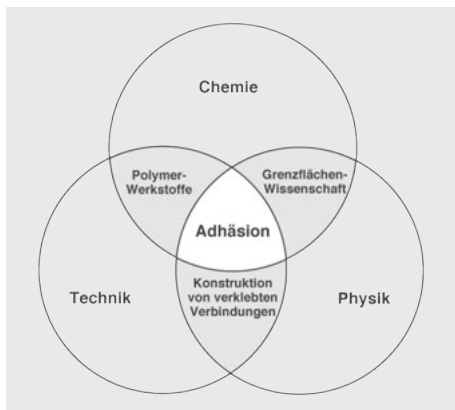 Chemie
Polymer-
Werkstoffe
Grenzflächen-
Wissenschaft
Adhäsion
Technik
Konstruktion
von verklebten
Verbindungen
Physik